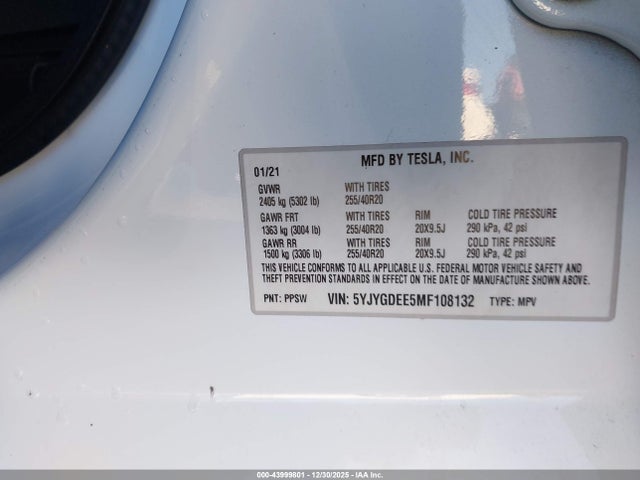 MFD BY TESLA, INC.
01/21
GVWR WITH TIRES
2405 kg (5302 lb) 255/40R20
GAWR FRT WITH TIRES RIM COLD TIRE PRESSURE
1363 kg (3004 lb) 255/40R20 20X9.5J 290 kPa, 42 psi
GAWR RR WITH TIRES RIM COLD TIRE PRESSURE
1500 kg (3306 lb) 255/40R20 20X9.5J 290 kPa, 42 psi
THIS VEHICLE CONFORMS TO ALL APPLICABLE U.S. FEDERAL MOTOR VEHICLE SAFETY AND
THEFT PREVENTION STANDARDS IN EFFECT ON THE DATE OF MANUFACTURE SHOWN ABOVE.
PNT: PPSW VIN: 5YJYGDEE5MF108132 TYPE: MPV
000-43999801 - 12/30/2025 - IAA Inc.